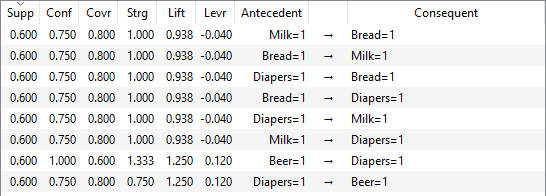 Supp Conf Covr Strg Lift Levr Antecedent Consequent
0.600 0.750 0.800 1.000 0.938 -0.040 Milk=1 → Bread=1
0.600 0.750 0.800 1.000 0.938 -0.040 Bread=1 → Milk=1
0.600 0.750 0.800 1.000 0.938 -0.040 Diapers=1 → Bread=1
0.600 0.750 0.800 1.000 0.938 -0.040 Bread=1 → Diapers=1
0.600 0.750 0.800 1.000 0.938 -0.040 Diapers=1 → Milk=1
0.600 0.750 0.800 1.000 0.938 -0.040 Milk=1 → Diapers=1
0.600 1.000 0.600 1.333 1.250 0.120 Beer=1 → Diapers=1
0.600 0.750 0.800 0.750 1.250 0.120 Diapers=1 → Beer=1